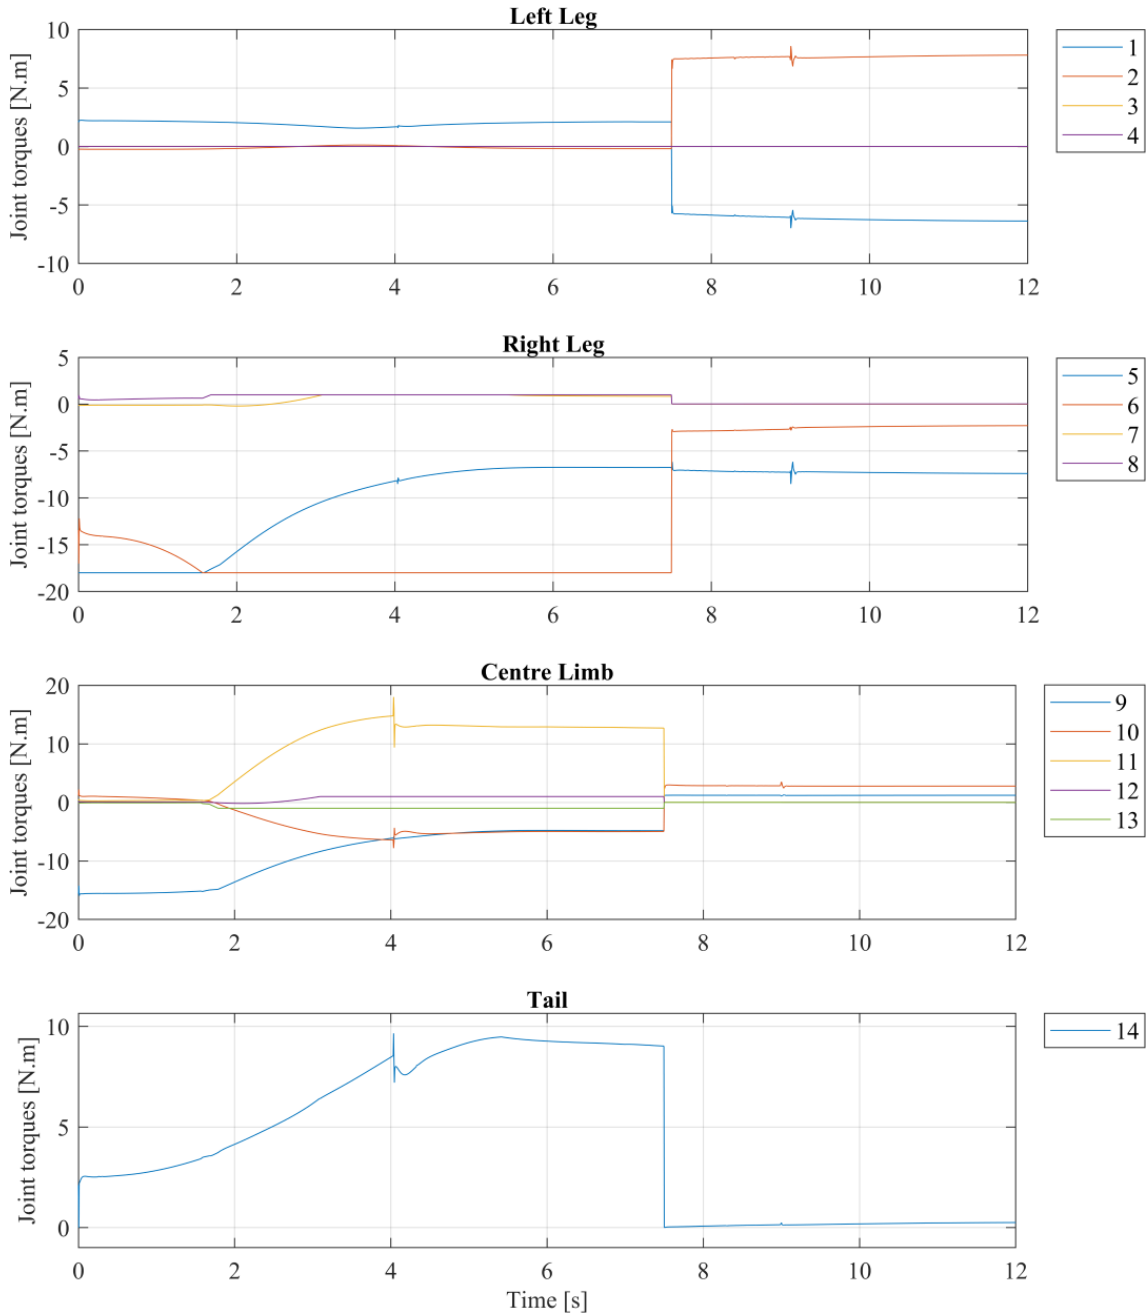 Left Leg
Joint torques [N.m]
10
5
0
-5
-10
0 2 4 6 8 10 12
1
2
3
4
Right Leg
Joint torques [N.m]
5
0
-5
-10
-15
-20
0 2 4 6 8 10 12
5
6
7
8
Centre Limb
Joint torques [N.m]
20
10
0
-10
-20
0 2 4 6 8 10 12
9
10
11
12
13
Tail
Joint torques [N.m]
10
5
0
0 2 4 6 8 10 12
Time [s]
14